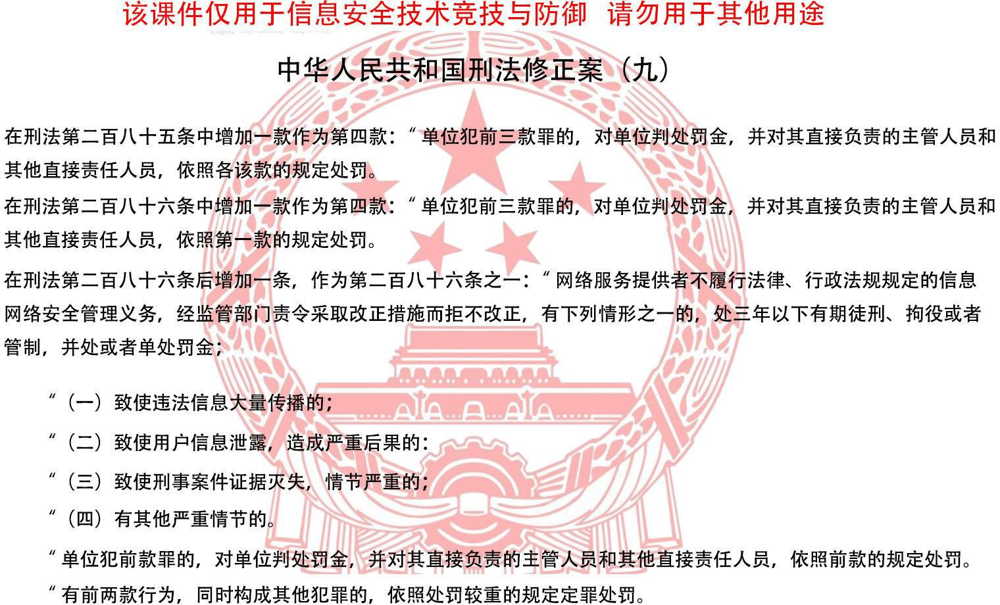 该课件仅用于信息安全技术竞技与防御 请勿用于其他用途
中华人民共和国刑法修正案（九）
在刑法第二百八十五条中增加一款作为第四款：“ 单位犯前三款罪的，对单位判处罚金，并对其直接负责的主管人员和
其他直接责任人员，依照各该款的规定处罚。
在刑法第二百八十六条中增加一款作为第四款：“ 单位犯前三款罪的，对单位判处罚金，并对其直接负责的主管人员和
其他直接责任人员，依照第一款的规定处罚。
在刑法第二百八十六条后增加一条，作为第二百八十六条之一：“ 网络服务提供者不履行法律、行政法规规定的信息
网络安全管理义务，经监管部门责令采取改正措施而拒不改正，有下列情形之一的，处三年以下有期徒刑、拘役或者
管制，并处或者单处罚金；
“（一）致使违法信息大量传播的；
“（二）致使用户信息泄露，造成严重后果的：
“（三）致使刑事案件证据灭失，情节严重的；
“（四）有其他严重情节的。
“ 单位犯前款罪的，对单位判处罚金，并对其直接负责的主管人员和其他直接责任人员，依照前款的规定处罚。
“ 有前两款行为，同时构成其他犯罪的，依照处罚较重的规定定罪处罚。